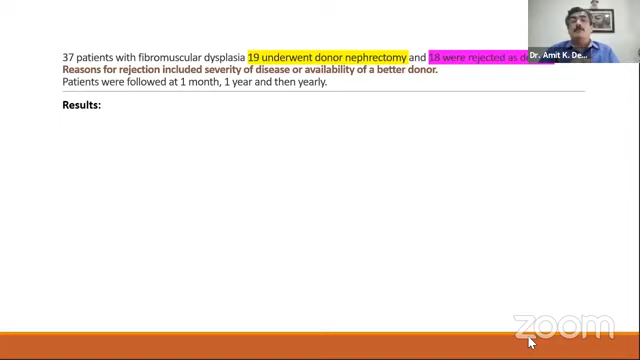 37 patients with fibromuscular dysplasia 19 underwent donor nephrectomy and 18 were rejected as
Reasons for rejection included severity of disease or availability of a better donor.
Patients were followed at 1 month, 1 year and then yearly.
Results:
Dr. Amit K. De...
zoom